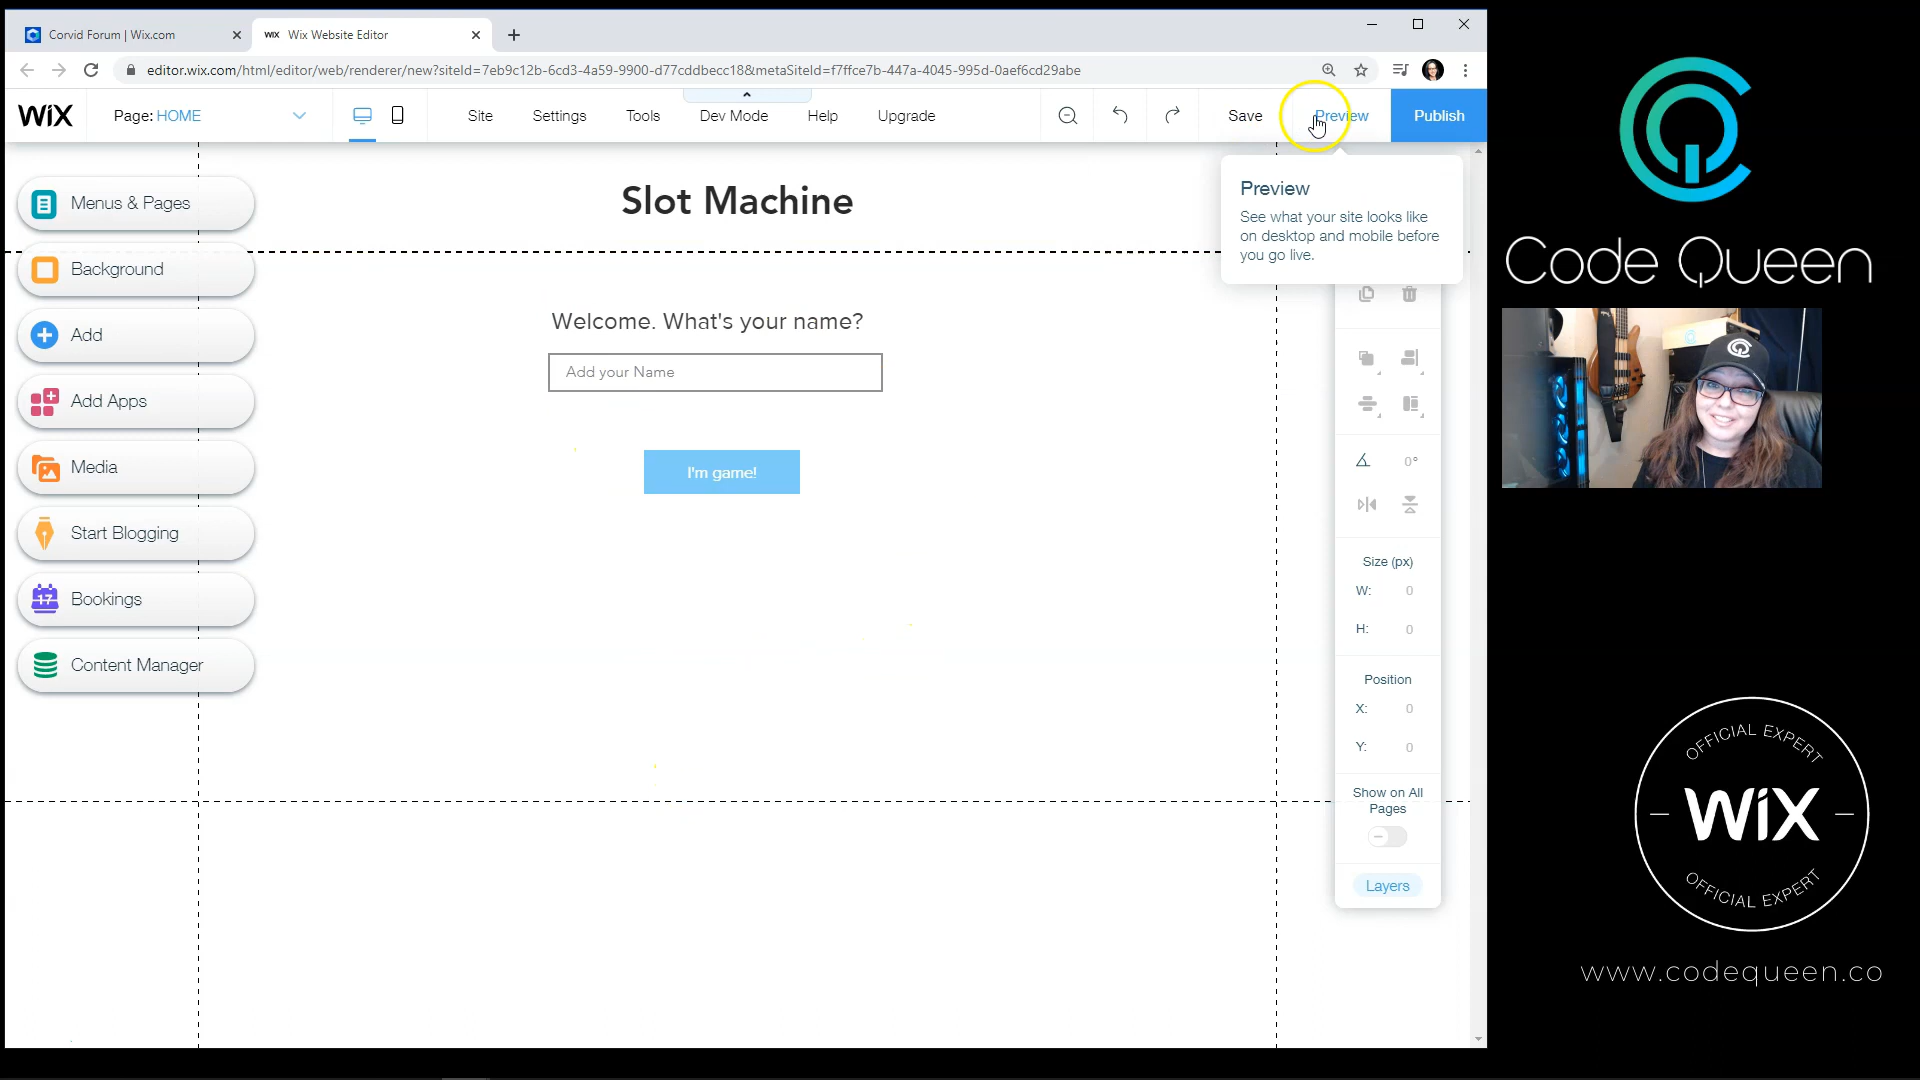 Corvid Forum | Wix.com
WiX Wix Website Editor
editor.wix.com/html/editor/web/renderer/new?siteId=7eb9c12b-6cd3-4a59-9900-d77cddbecc18&metaSiteId=f7ffce7b-447a-4045-995d-0aef6cd29abe
WiX
Page: HOME
Site
Settings
Tools
Dev Mode
Help
Upgrade
Save
Preview
Publish
Menus & Pages
Background
Add
Add Apps
Media
Start Blogging
17
Bookings
Content Manager
Slot Machine
Welcome. What's your name?
Add your Name
I'm game!
Preview
See what your site looks like
on desktop and mobile before
you go live.
0°
Size (px)
W: 0
H: 0
Position
X: 0
Y: 0
Show on All
Pages
Layers
Code Queen
OFFICIAL EXPERT
WiX
OFFICIAL EXPERT
www.codequeen.co